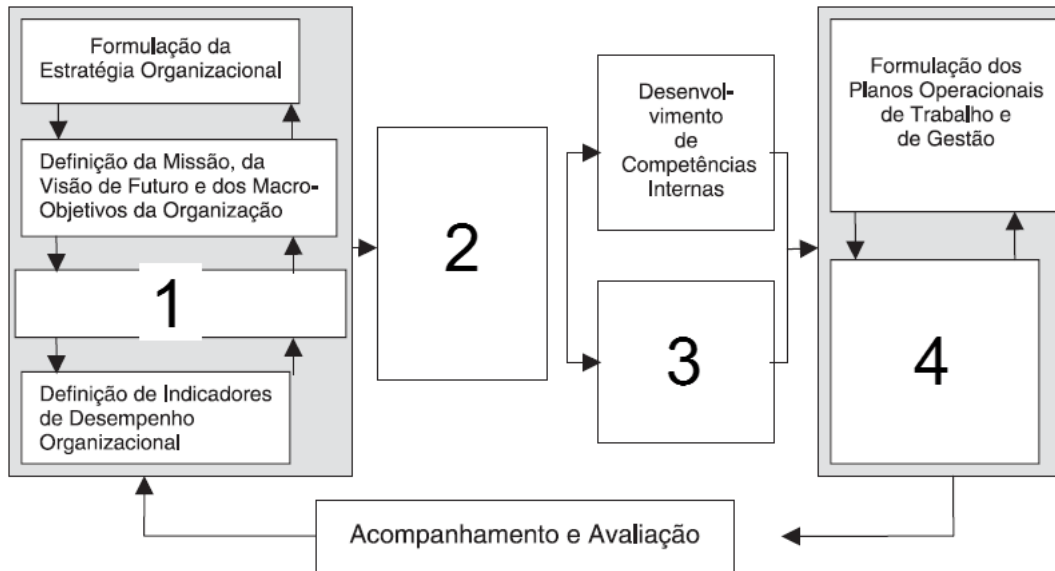 Formulação da
Estratégia Organizacional
Definição da Missão, da
Visão de Futuro e dos Macro-
Objetivos da Organização
1
Definição de Indicadores
de Desempenho
Organizacional
2
Desenvol-
vimento
de
Competências
Internas
3
Formulação dos
Planos Operacionais
de Trabalho e
de Gestão
4
Acompanhamento e Avaliação